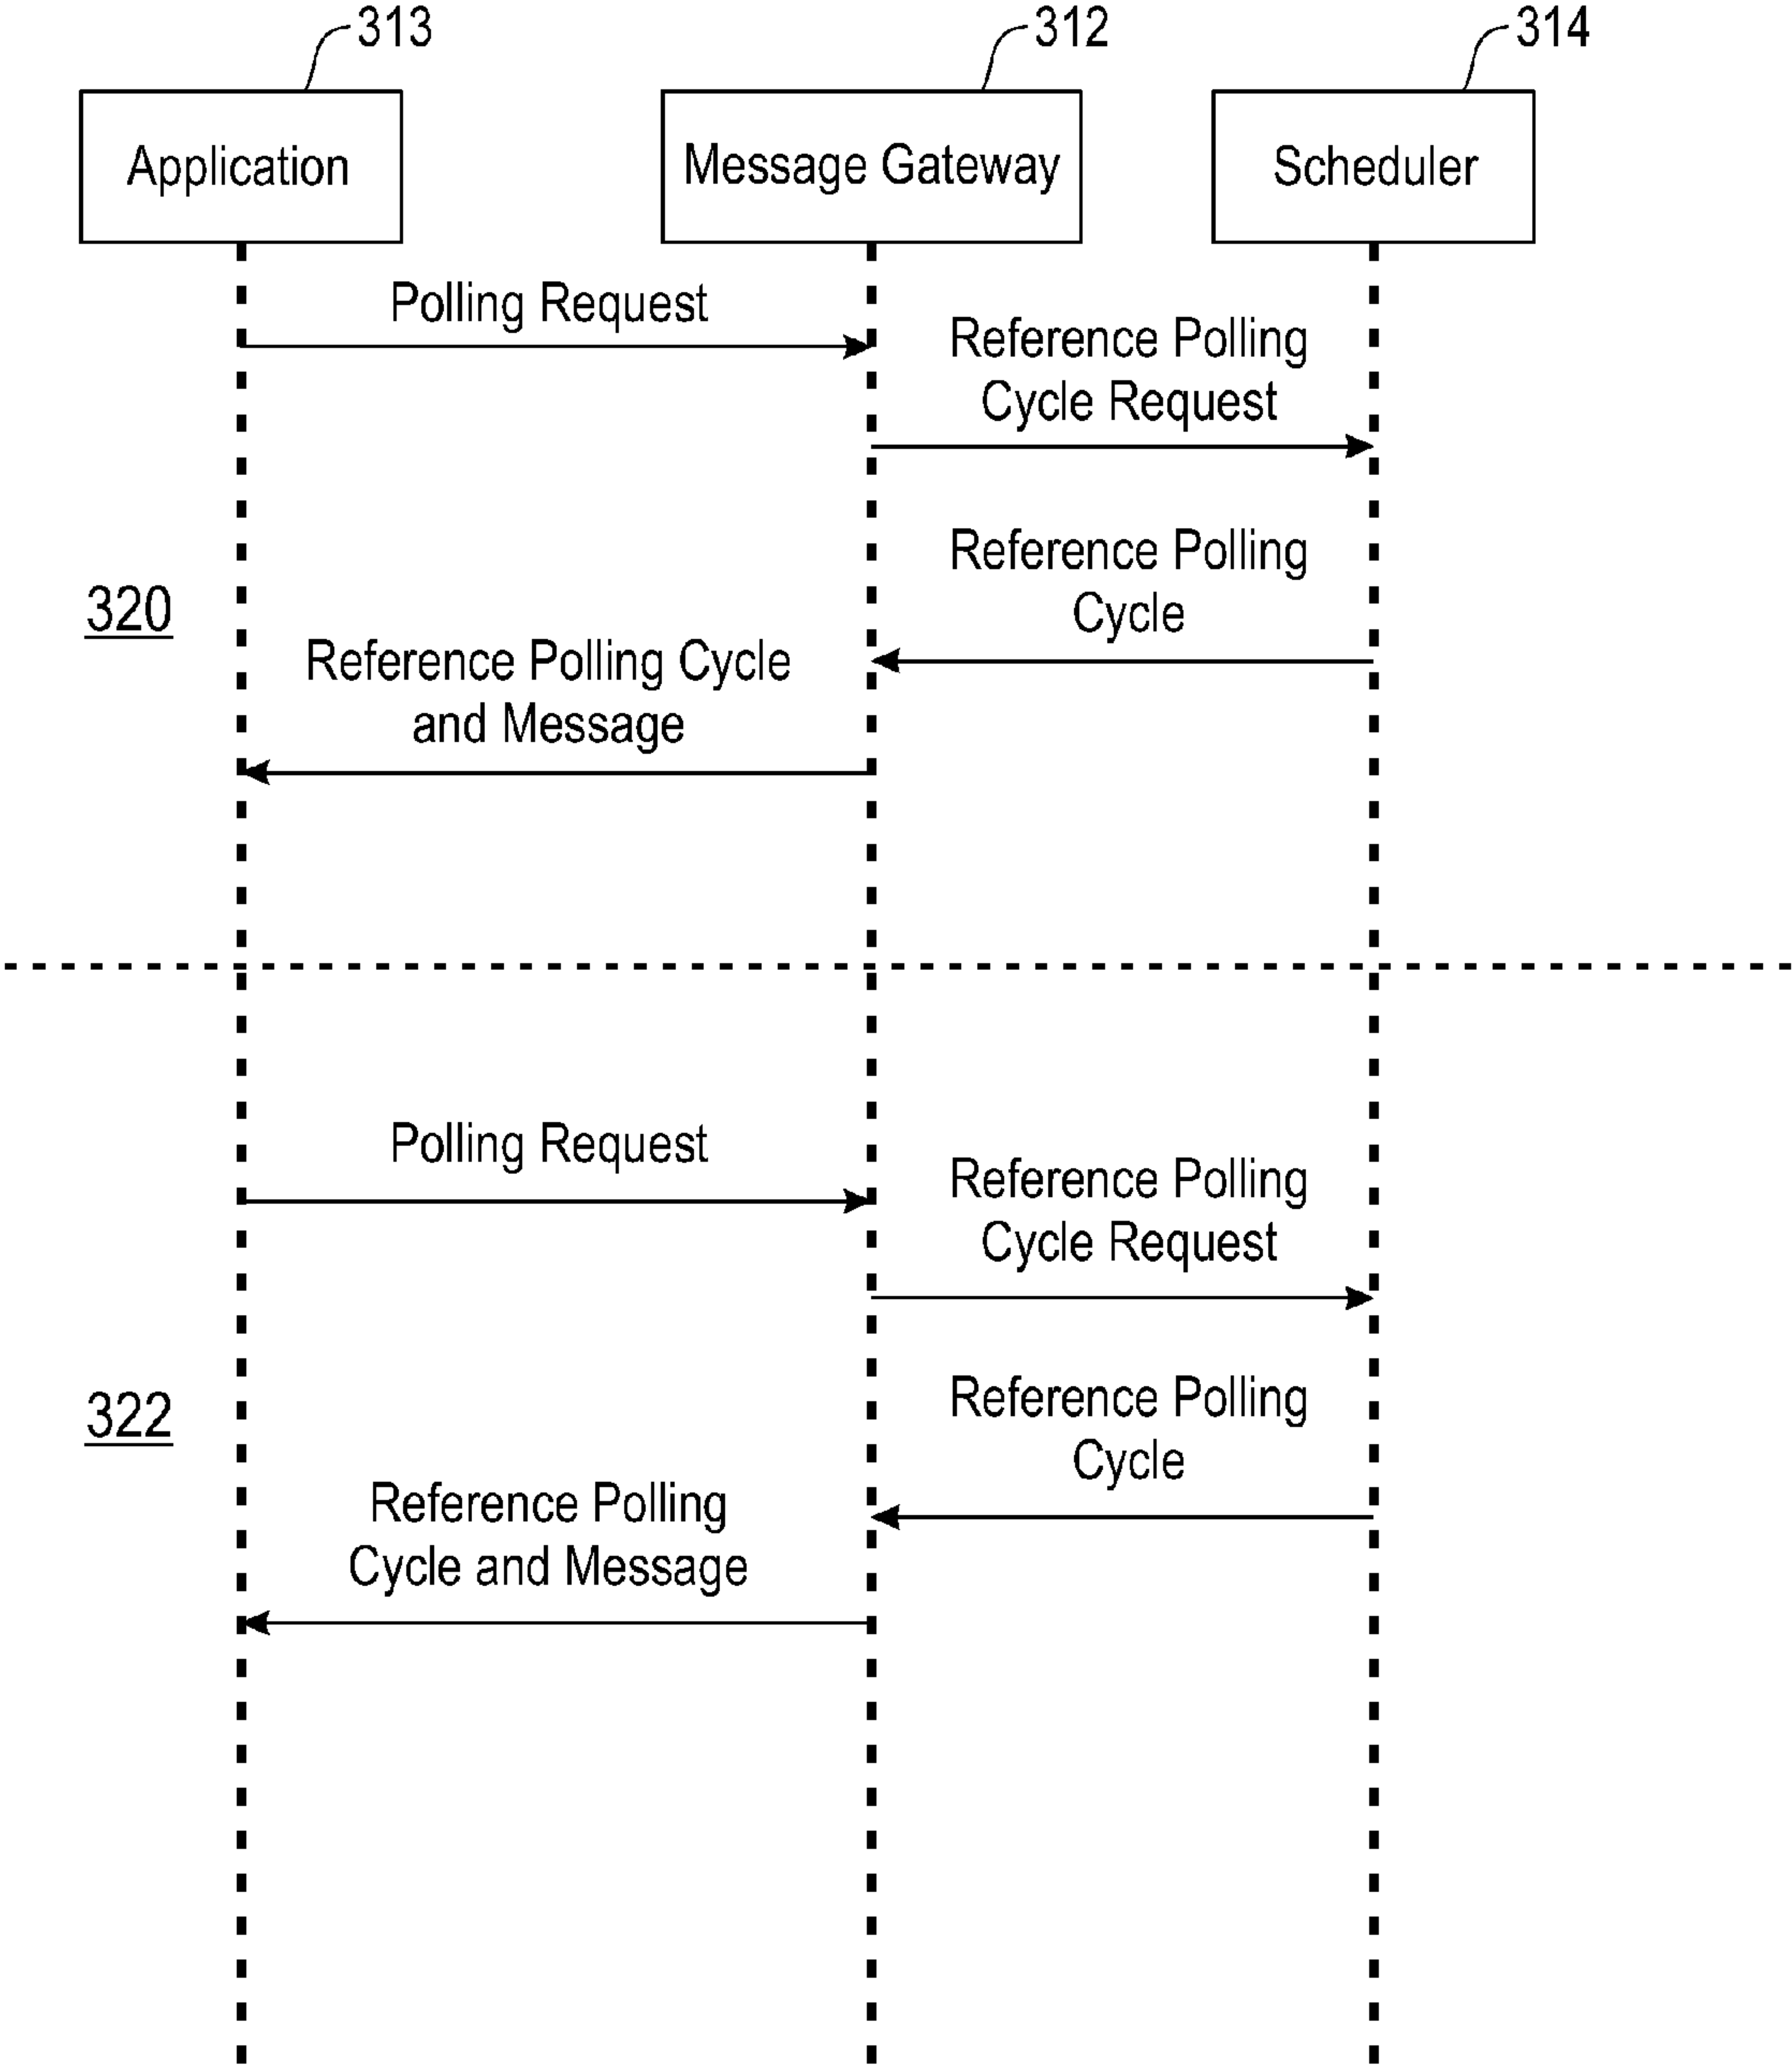 313
312
314
Application
Message Gateway
Scheduler
Polling Request
Reference Polling
Cycle Request
Reference Polling
Cycle
320
Reference Polling Cycle
and Message
Polling Request
Reference Polling
Cycle Request
Reference Polling
Cycle
322
Reference Polling
Cycle and Message